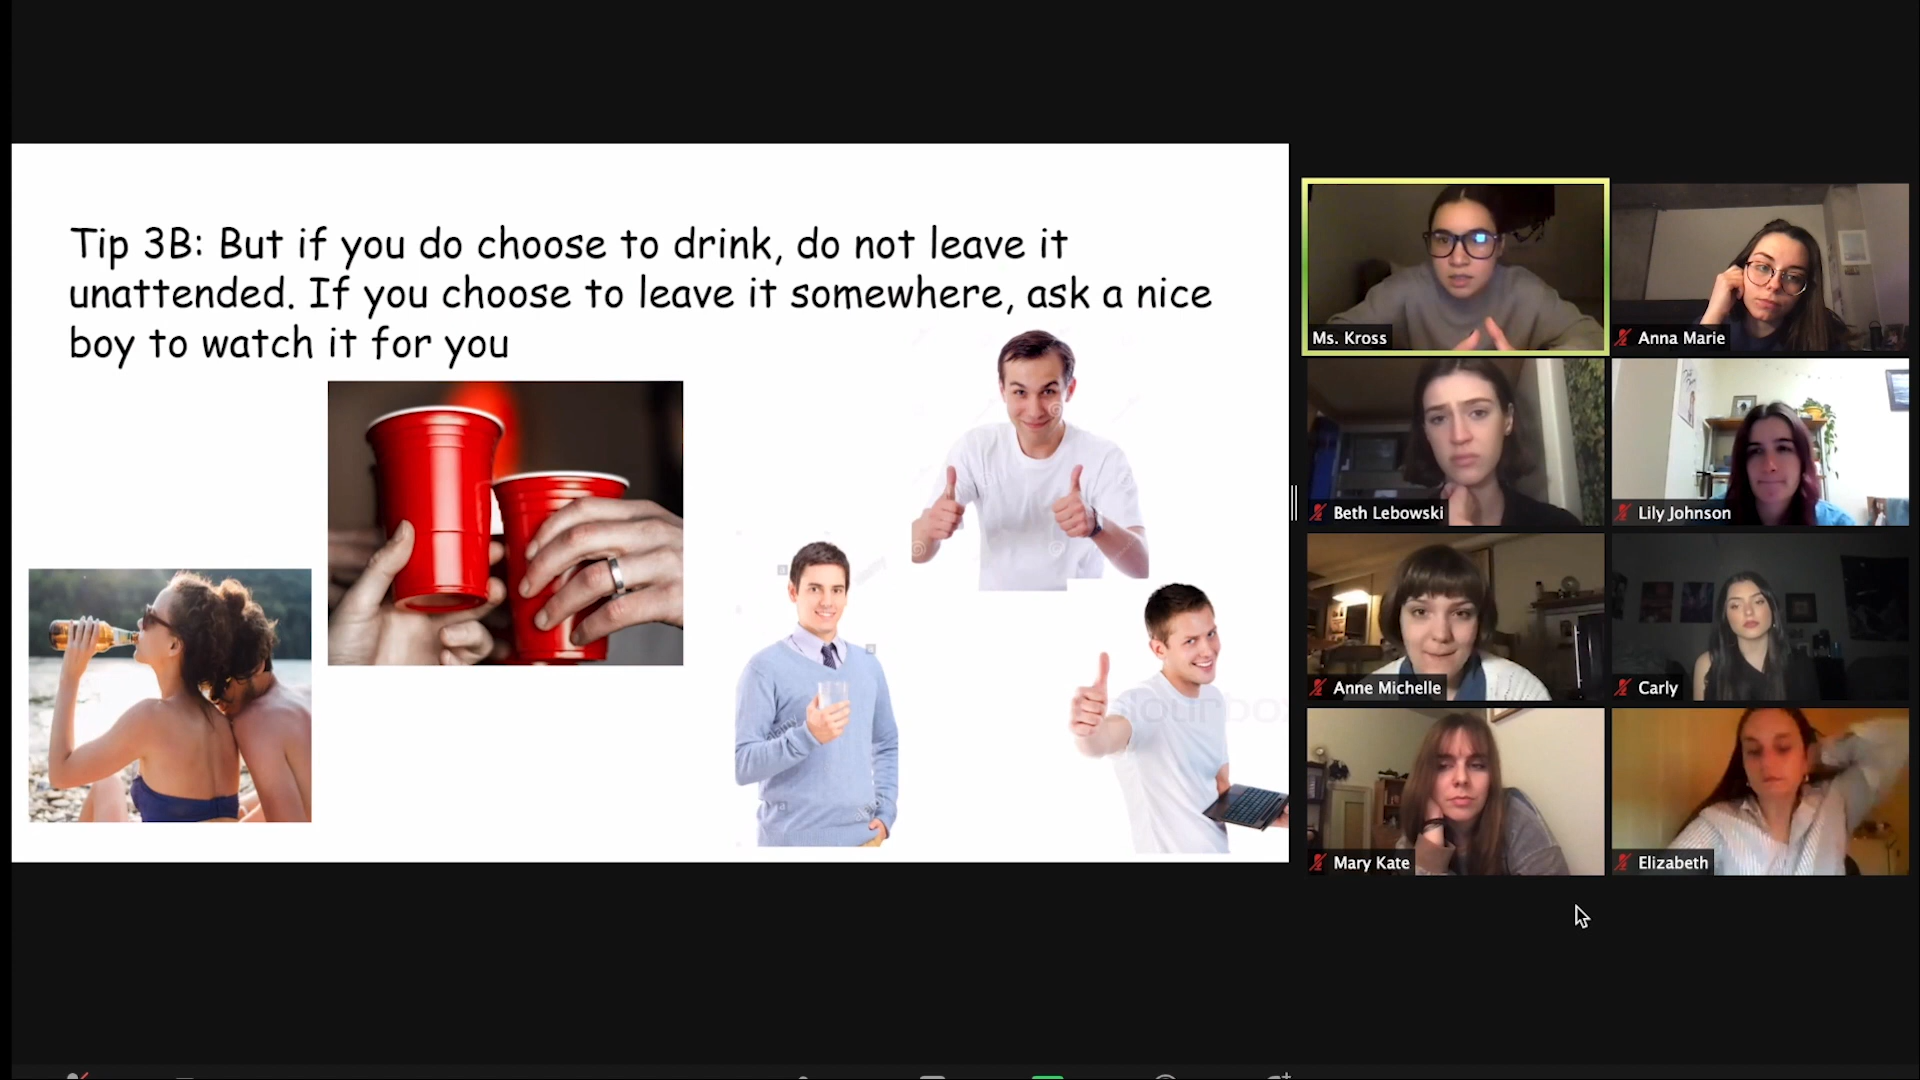 Tip 3B: But if you do choose to drink, do not leave it
unattended. If you choose to leave it somewhere, ask a nice
boy to watch it for you
Ms. Kross
Anna Marie
Beth Lebowski
Lily Johnson
Anne Michelle
Carly
Mary Kate
Elizabeth